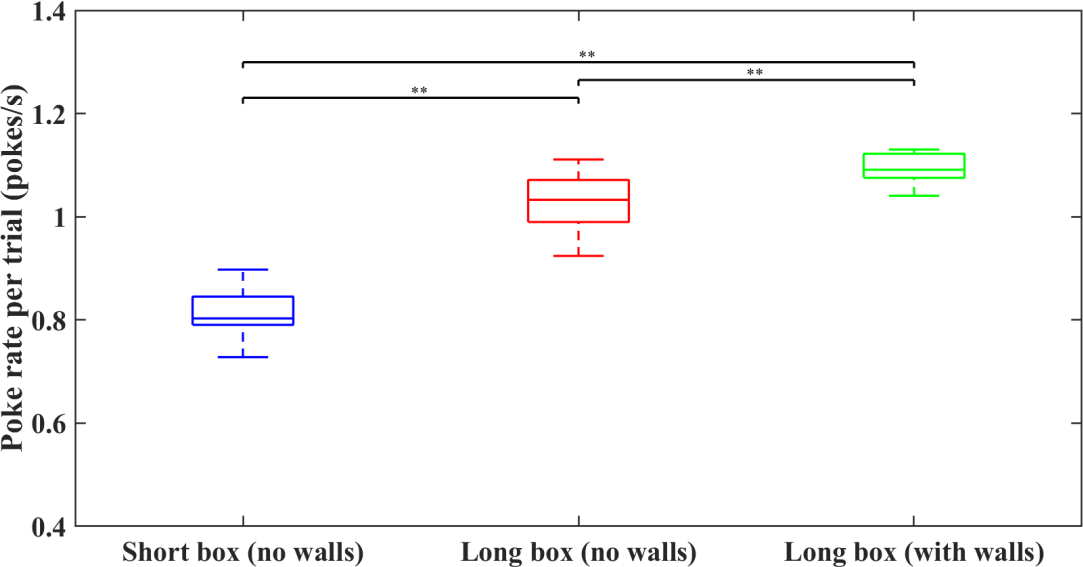 Poke rate per trial (pokes/s)
1.4
1.2
1
0.8
0.6
0.4
**
**
**
Short box (no walls)
Long box (no walls)
Long box (with walls)